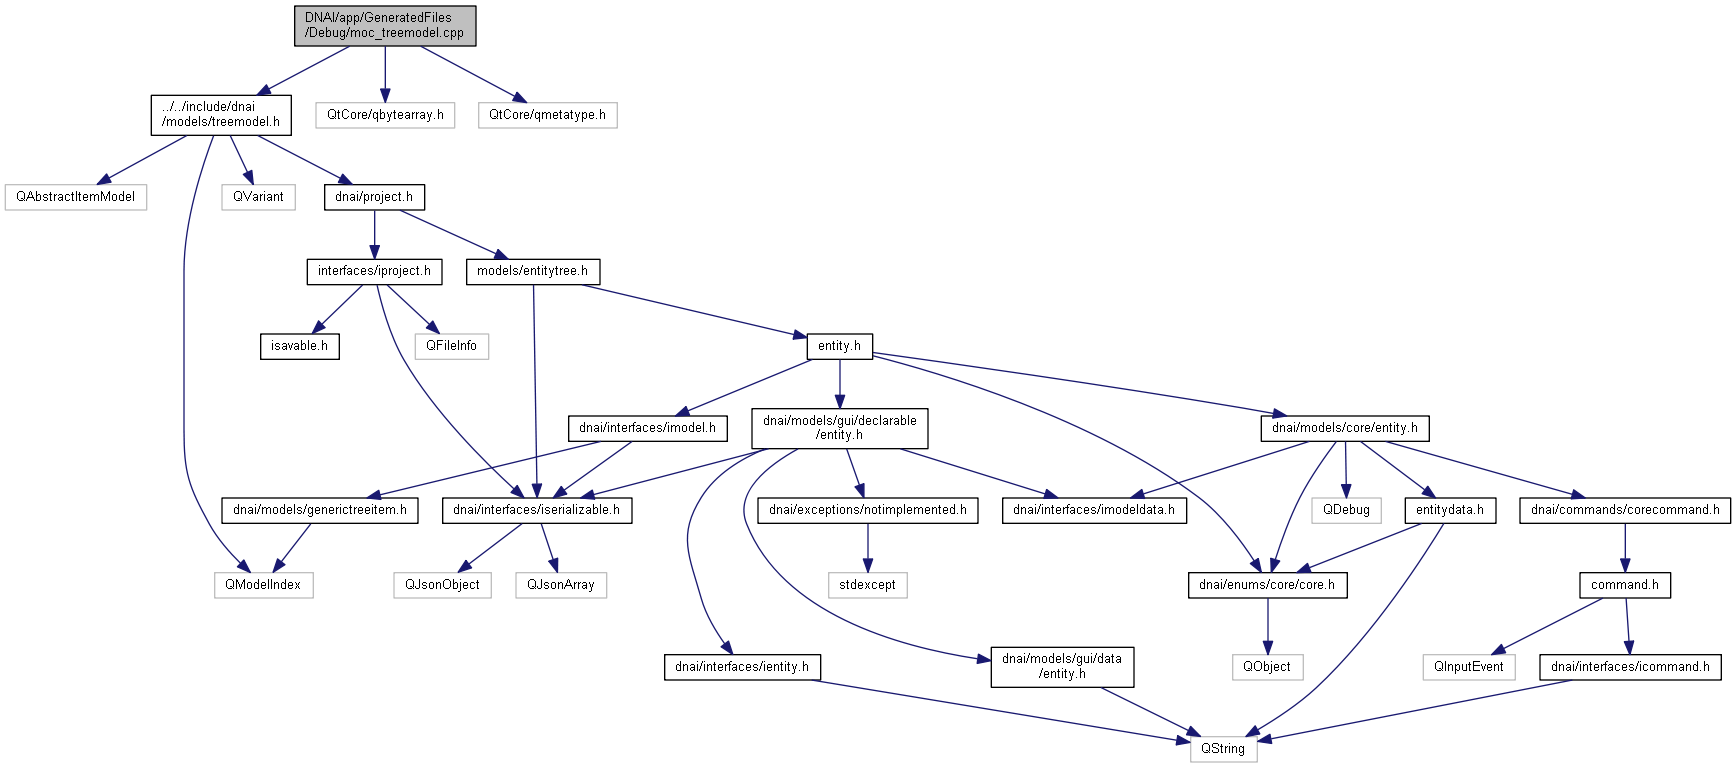 DNAI/app/GeneratedFiles
/Debug/moc_treemodel.cpp
../../include/dnai
/models/treemodel.h
QtCore/qbytearray.h
QtCore/qmetatype.h
QAbstractItemModel
QVariant
dnai/project.h
interfaces/iproject.h
models/entitytree.h
isavable.h
QFileInfo
entity.h
dnai/interfaces/imodel.h
dnai/models/gui/declarable
/entity.h
dnai/models/core/entity.h
dnai/models/generictreeitem.h
dnai/interfaces/iserializable.h
dnai/exceptions/notimplemented.h
dnai/interfaces/imodeldata.h
QDebug
entitydata.h
dnai/commands/corecommand.h
QModelIndex
QJsonObject
QJsonArray
stdexcept
dnai/enums/core/core.h
command.h
dnai/interfaces/ientity.h
dnai/models/gui/data
/entity.h
QObject
QInputEvent
dnai/interfaces/icommand.h
QString